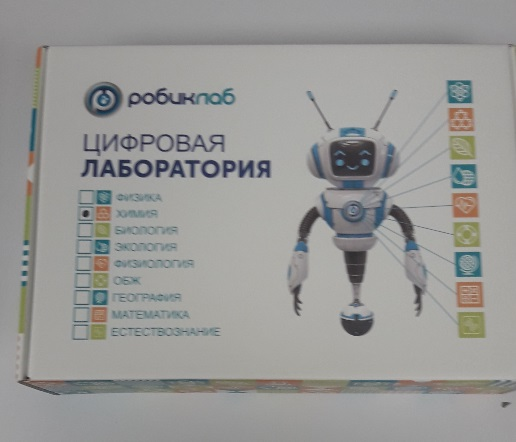 робиклаб
ЦИФРОВАЯ
ЛАБОРАТОРИЯ
ФИЗИКА
ХИМИЯ
БИОЛОГИЯ
ЭКОЛОГИЯ
ФИЗИОЛОГИЯ
ОБЖ
ГЕОГРАФИЯ
МАТЕМАТИКА
ЕСТЕСТВОЗНАНИЕ